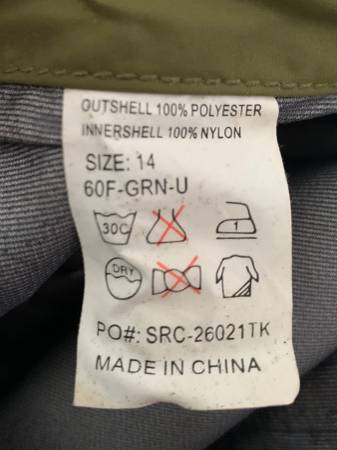 OUTSHELL 100% POLYESTER
INNERSHELL 100% NYLON
SIZE: 14
60F-GRN-U
30C 1
DRY
PO#: SRC-26021TK
MADE IN CHINA